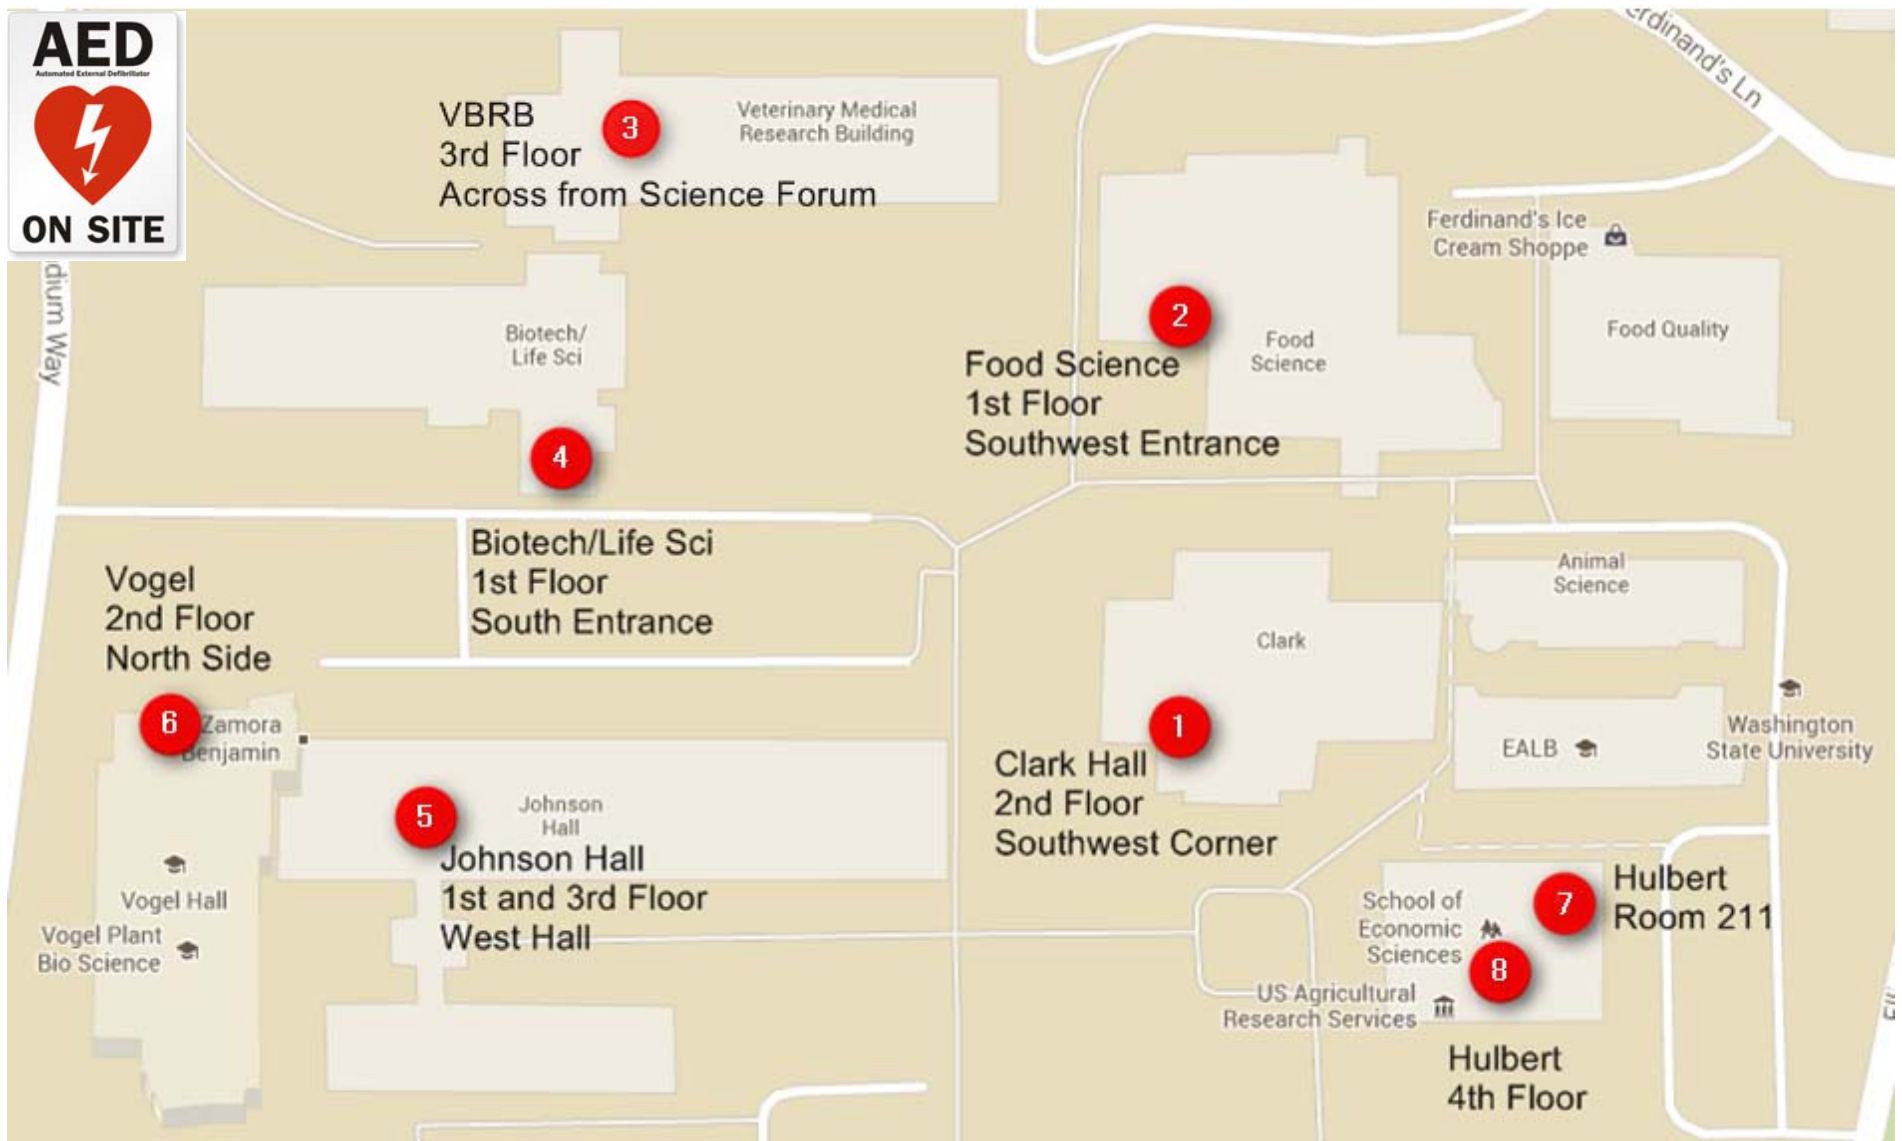 AED
Automated External Defibrillator
ON SITE
Ferdinand's Ln
VBRB
3rd Floor
Across from Science Forum
3
Veterinary Medical
Research Building
Ferdinand's Ice
Cream Shoppe
Food Quality
2
Food
Science
Food Science
1st Floor
Southwest Entrance
dium Way
Biotech/
Life Sci
4
Biotech/Life Sci
1st Floor
South Entrance
Vogel
2nd Floor
North Side
6
Zamora
Benjamin
Animal
Science
Clark
1
Clark Hall
2nd Floor
Southwest Corner
EALB
Washington
State University
5
Johnson
Hall
Johnson Hall
1st and 3rd Floor
West Hall
Vogel Hall
Vogel Plant
Bio Science
School of
Economic
Sciences
7
Hulbert
Room 211
8
US Agricultural
Research Services
Hulbert
4th Floor